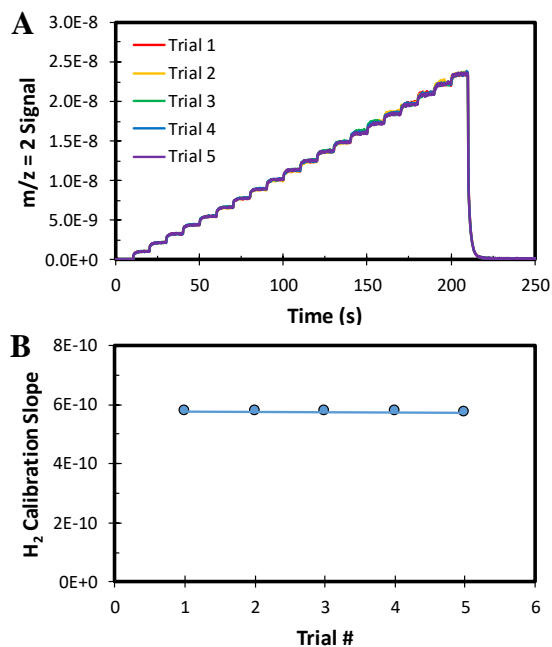 A
m/z = 2 Signal
3.0E-8
2.5E-8
2.0E-8
1.5E-8
1.0E-8
5.0E-9
0.0E+0
Trial 1
Trial 2
Trial 3
Trial 4
Trial 5
0 50 100 150 200 250
Time (s)
B
H₂ Calibration Slope
8E-10
6E-10
4E-10
2E-10
0E+0
0 1 2 3 4 5 6
Trial #